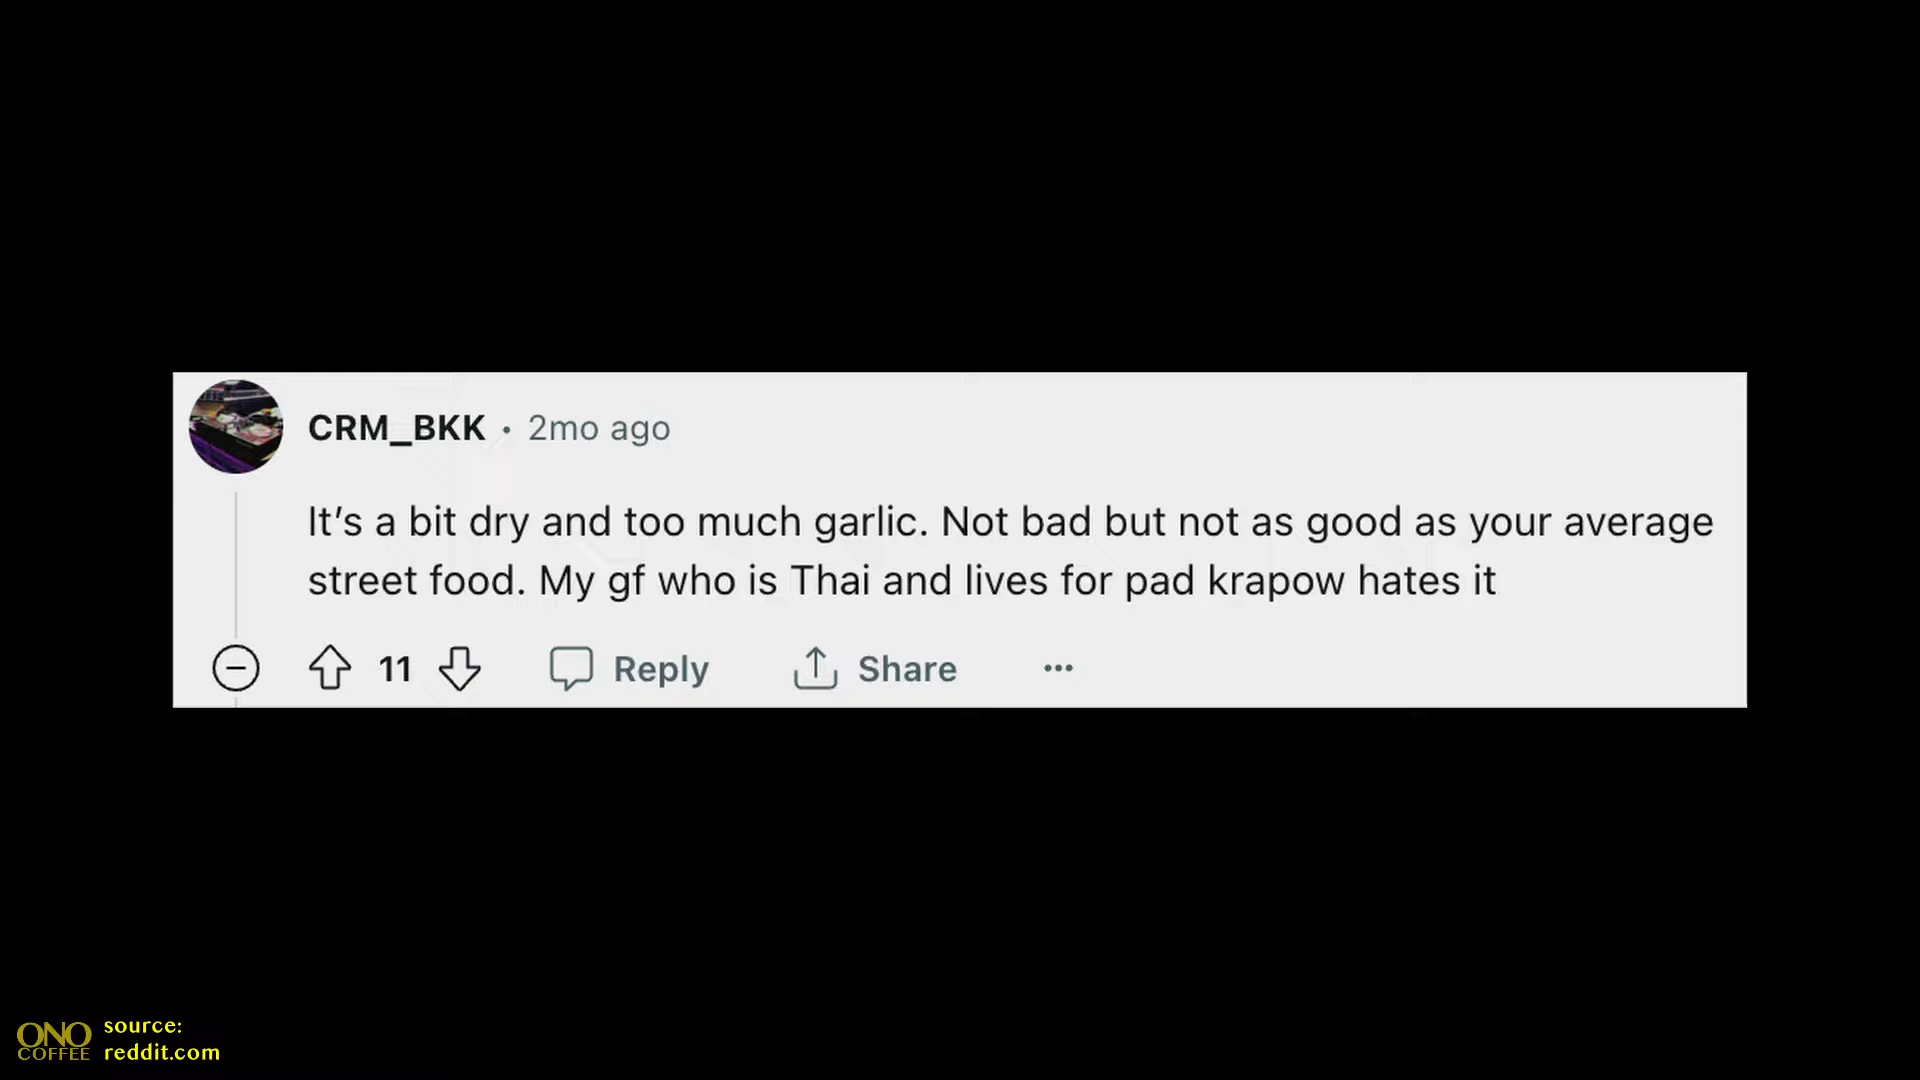 CRM_BKK • 2mo ago
It's a bit dry and too much garlic. Not bad but not as good as your average
street food. My gf who is Thai and lives for pad krapow hates it
11 Reply Share ...
ONO
COFFEE
source:
reddit.com